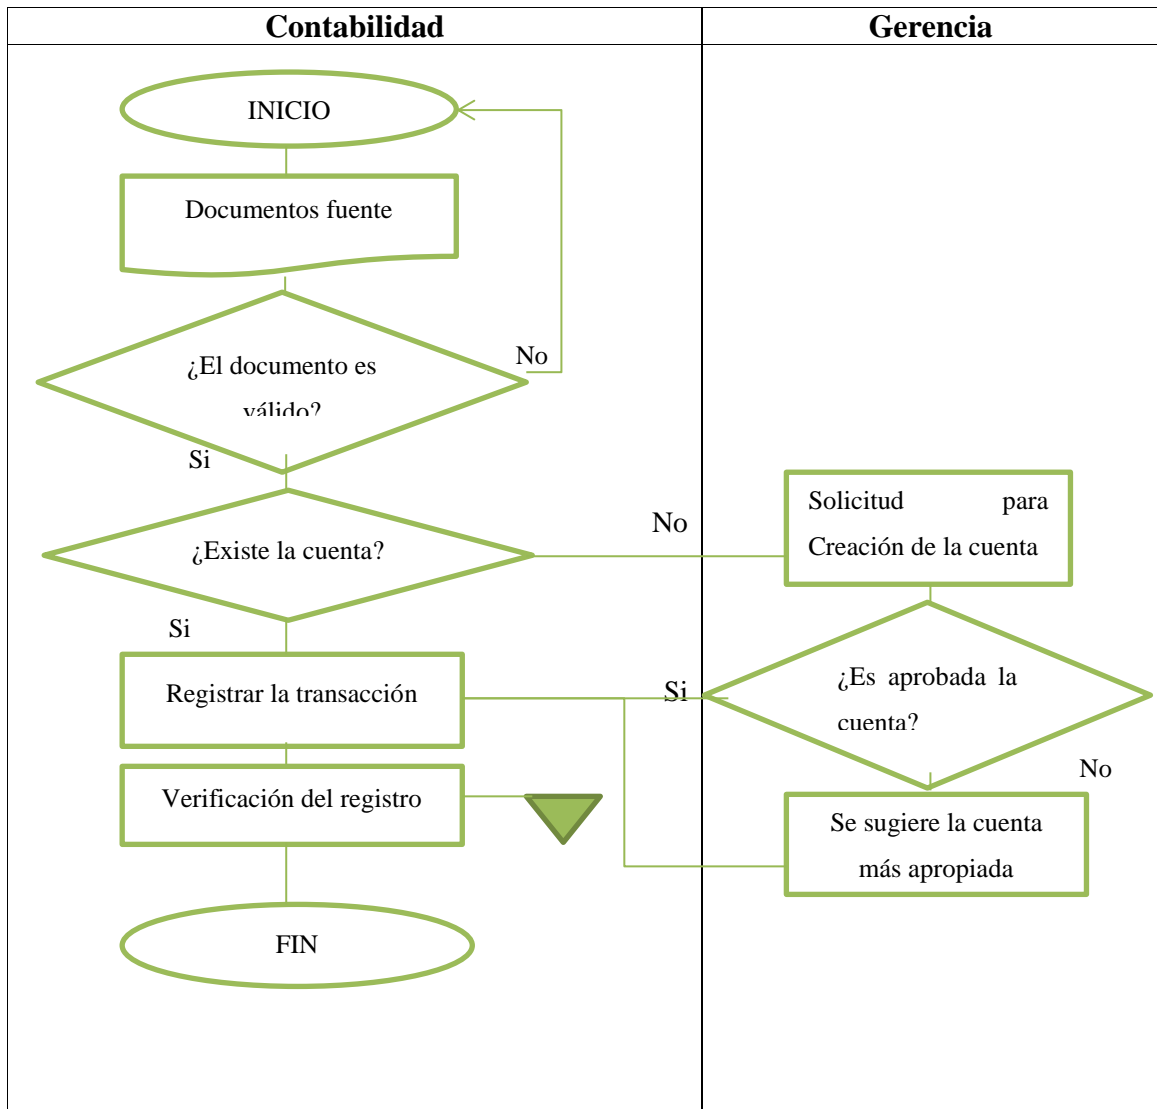 Contabilidad
Gerencia
INICIO
Documentos fuente
¿El documento es
válido?
No
Si
¿Existe la cuenta?
No
Solicitud para
Creación de la cuenta
Si
Registrar la transacción
Si
¿Es aprobada la
cuenta?
No
Verificación del registro
Se sugiere la cuenta
más apropiada
FIN